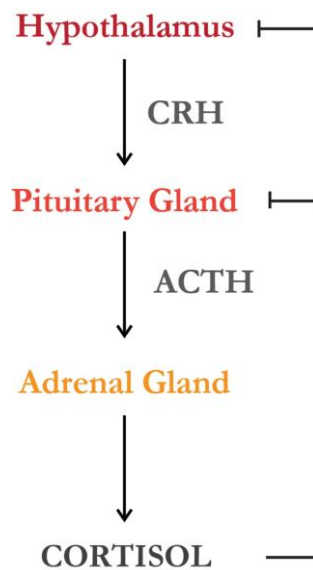 Hypothalamus
CRH
Pituitary Gland
ACTH
Adrenal Gland
CORTISOL